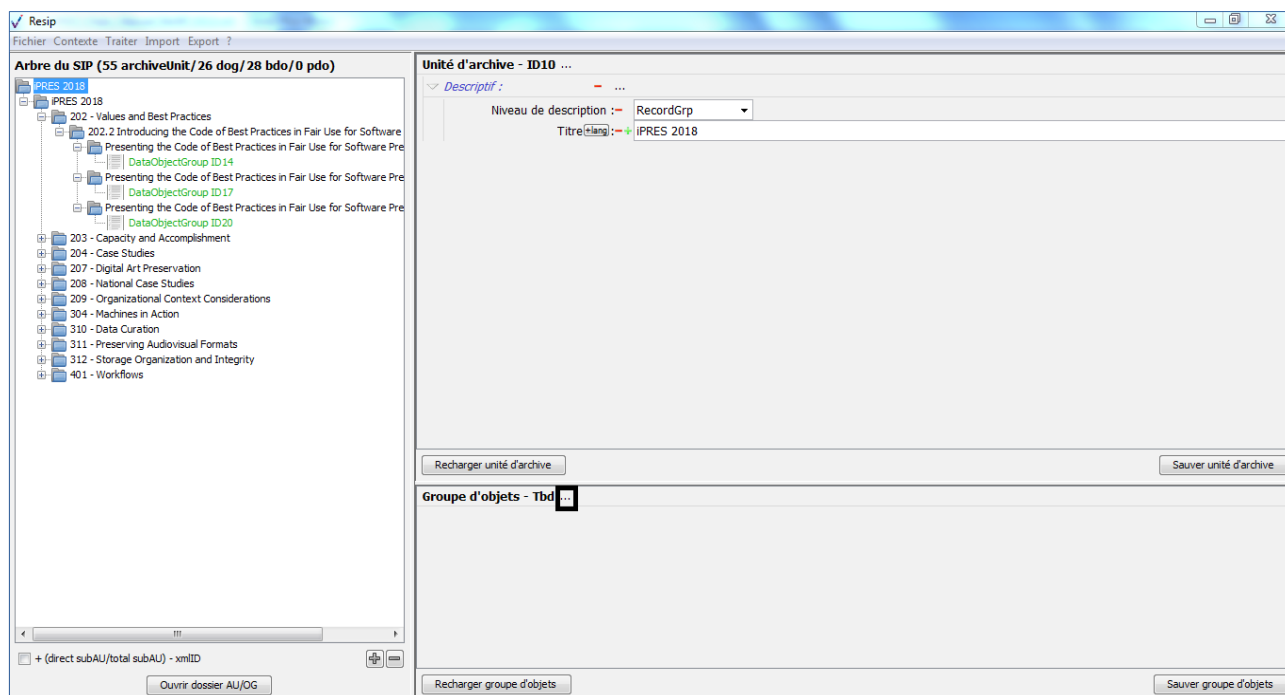 Resip
Fichier Contexte Traiter Import Export ?
Arbre du SIP (55 archiveUnit/26 dog/28 bdo/0 pdo)
iPRES 2018
iPRES 2018
202 - Values and Best Practices
202.2 Introducing the Code of Best Practices in Fair Use for Software
Presenting the Code of Best Practices in Fair Use for Software Pre
DataObjectGroup ID14
Presenting the Code of Best Practices in Fair Use for Software Pre
DataObjectGroup ID17
Presenting the Code of Best Practices in Fair Use for Software Pre
DataObjectGroup ID20
203 - Capacity and Accomplishment
204 - Case Studies
207 - Digital Art Preservation
208 - National Case Studies
209 - Organizational Context Considerations
304 - Machines in Action
310 - Data Curation
311 - Preserving Audiovisual Formats
312 - Storage Organization and Integrity
401 - Workflows
+ (direct subAU/total subAU) - xmlID
Ouvrir dossier AU/OG
Unité d'archive - ID10 ...
Descriptif : - ...
Niveau de description :- RecordGrp
Titre +lang :-+ iPRES 2018
Recharger unité d'archive
Sauver unité d'archive
Groupe d'objets - Tbd ...
Recharger groupe d'objets
Sauver groupe d'objets